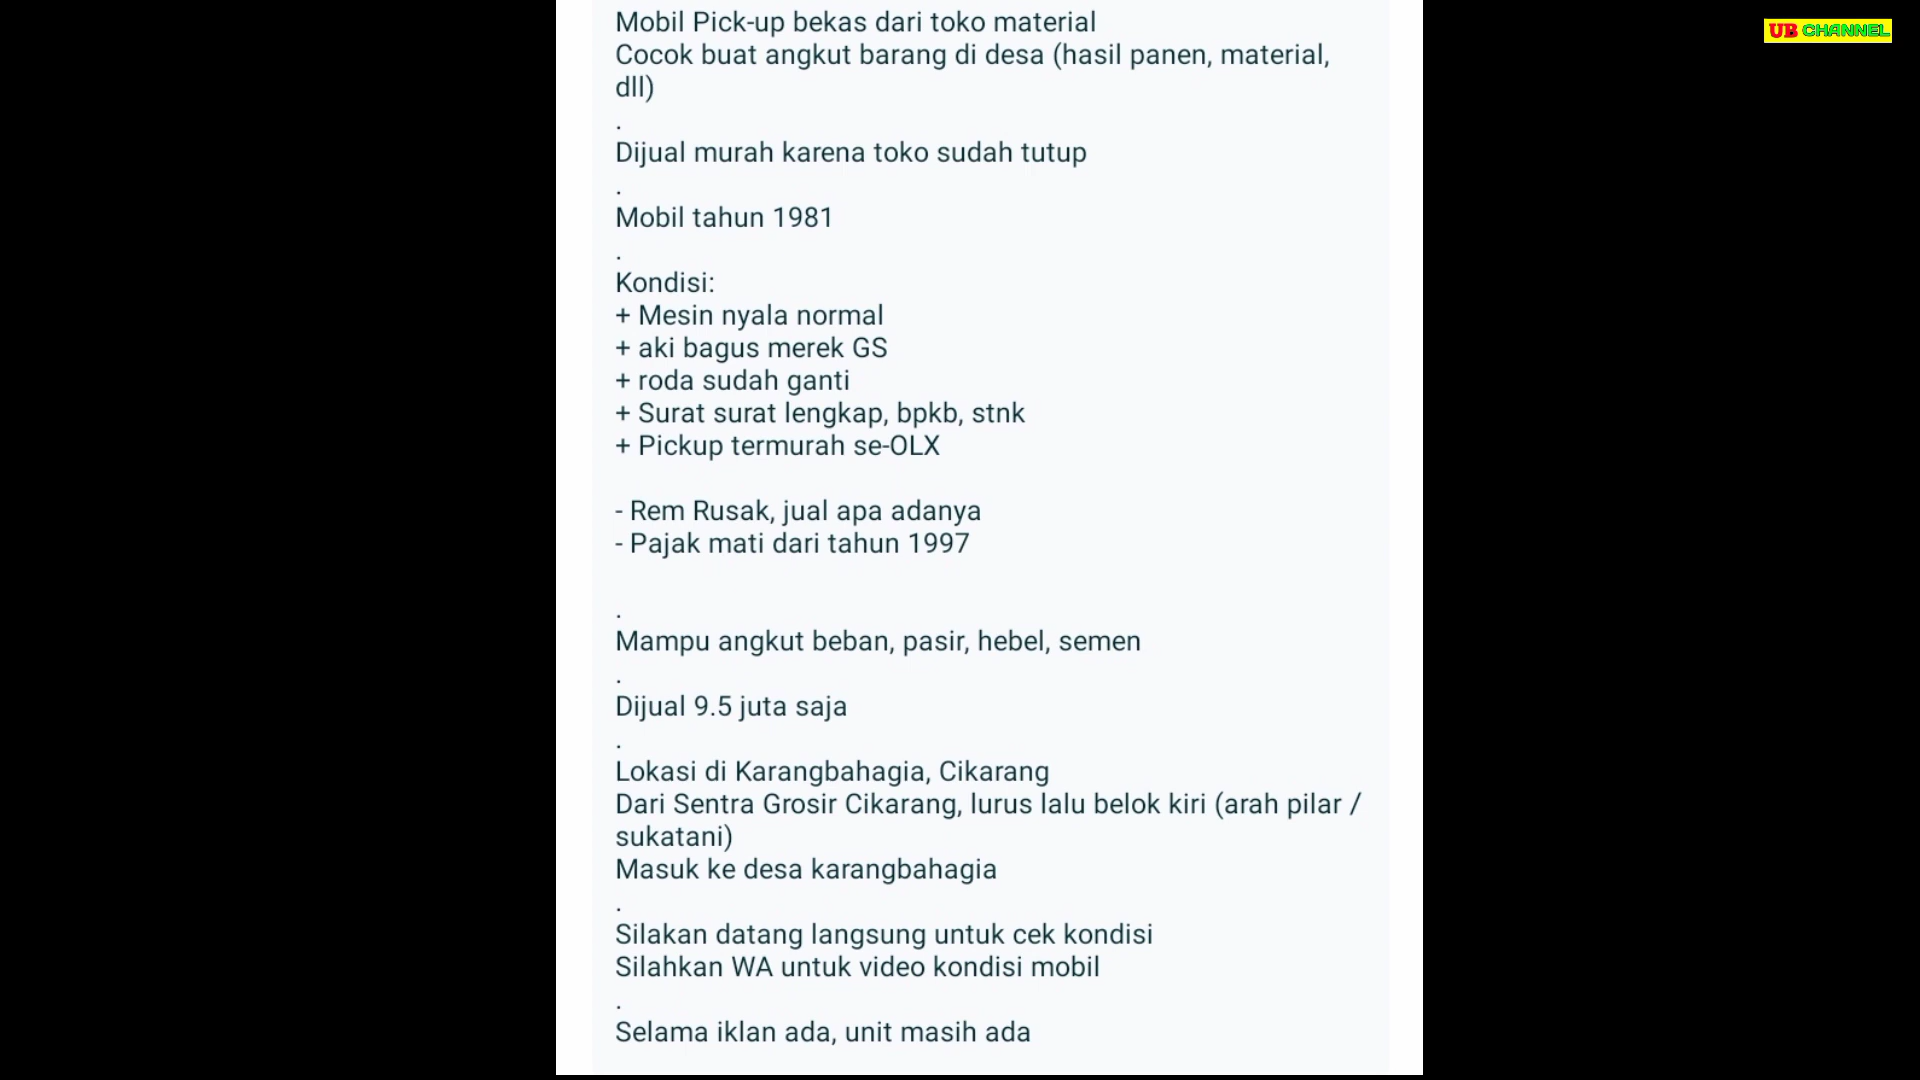 UB CHANNEL
Mobil Pick-up bekas dari toko material
Cocok buat angkut barang di desa (hasil panen, material,
dll)
.
Dijual murah karena toko sudah tutup
.
Mobil tahun 1981
.
Kondisi:
+ Mesin nyala normal
+ aki bagus merek GS
+ roda sudah ganti
+ Surat surat lengkap, bpkb, stnk
+ Pickup termurah se-OLX
- Rem Rusak, jual apa adanya
- Pajak mati dari tahun 1997
.
Mampu angkut beban, pasir, hebel, semen
.
Dijual 9.5 juta saja
.
Lokasi di Karangbahagia, Cikarang
Dari Sentra Grosir Cikarang, lurus lalu belok kiri (arah pilar /
sukatani)
Masuk ke desa karangbahagia
.
Silakan datang langsung untuk cek kondisi
Silahkan WA untuk video kondisi mobil
.
Selama iklan ada, unit masih ada